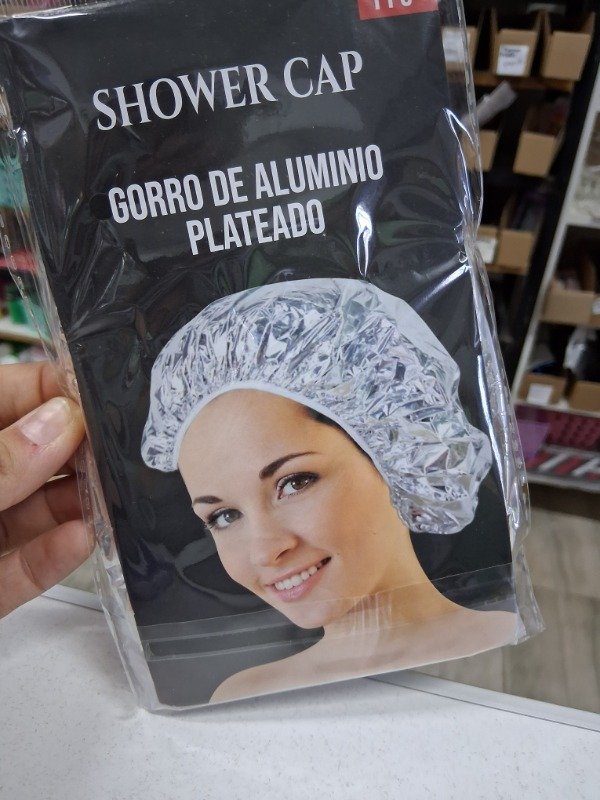 SHOWER CAP
GORRO DE ALUMINIO
PLATEADO